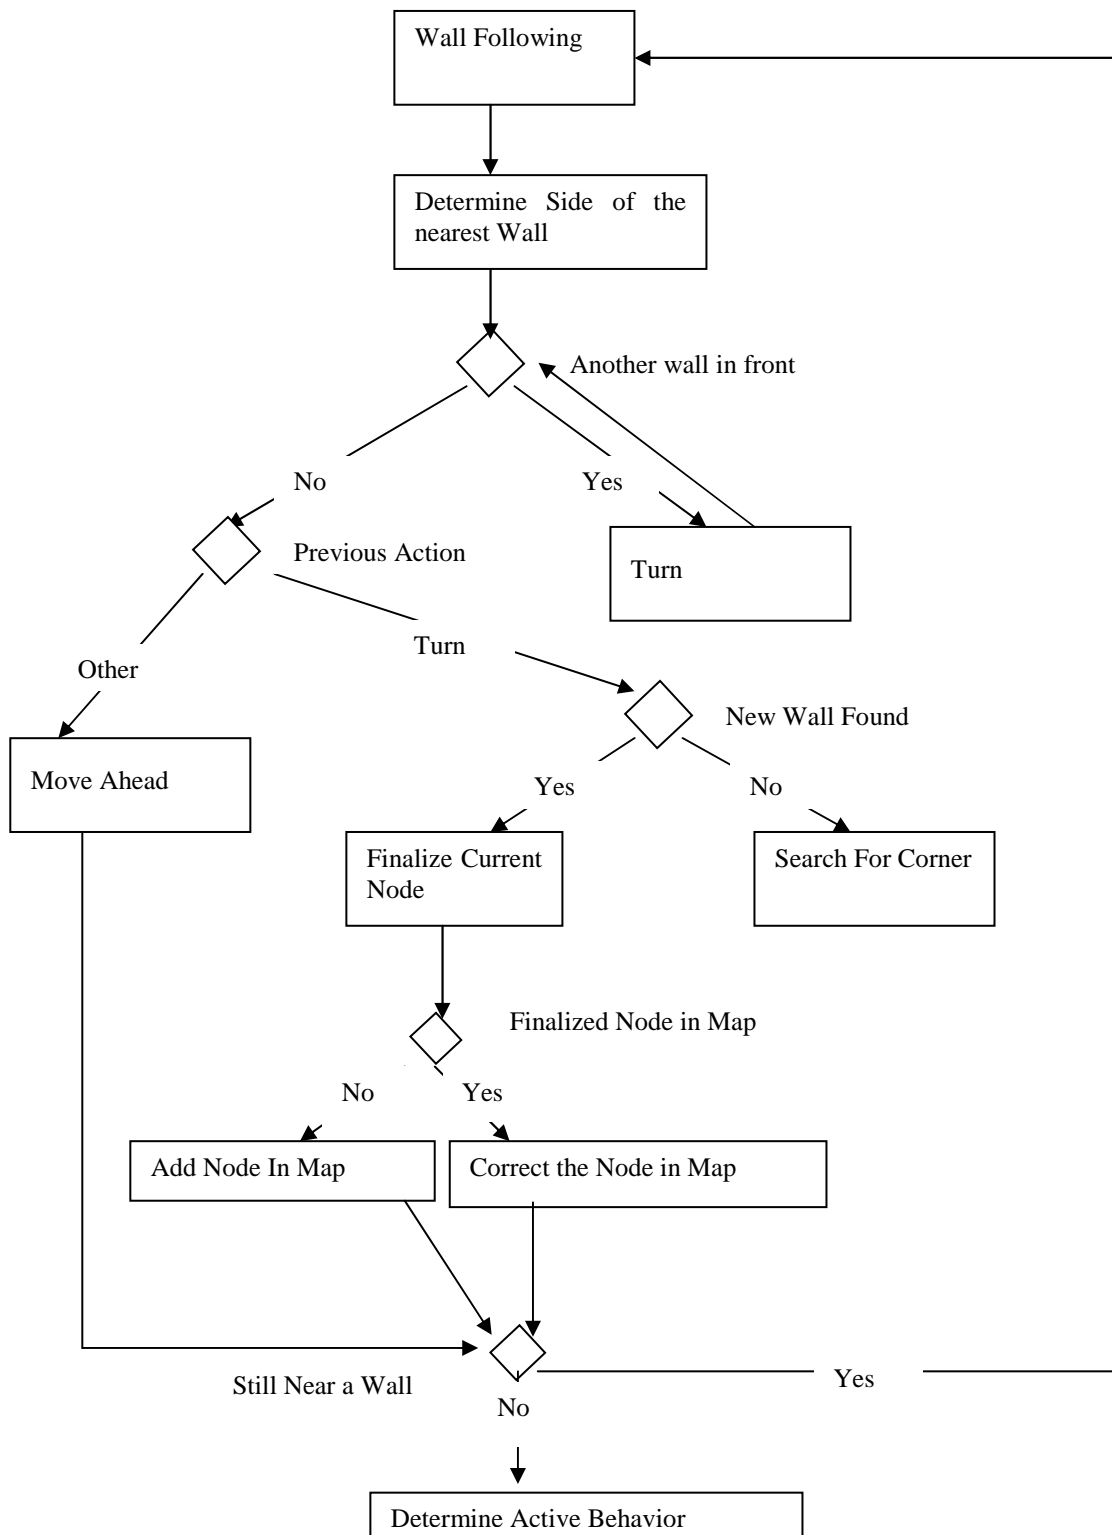 Wall Following
Determine Side of the
nearest Wall
Another wall in front
No
Yes
Previous Action
Turn
Turn
Other
New Wall Found
Move Ahead
Yes
No
Finalize Current
Node
Search For Corner
Finalized Node in Map
No
Yes
Add Node In Map
Correct the Node in Map
Still Near a Wall
Yes
No
Determine Active Behavior